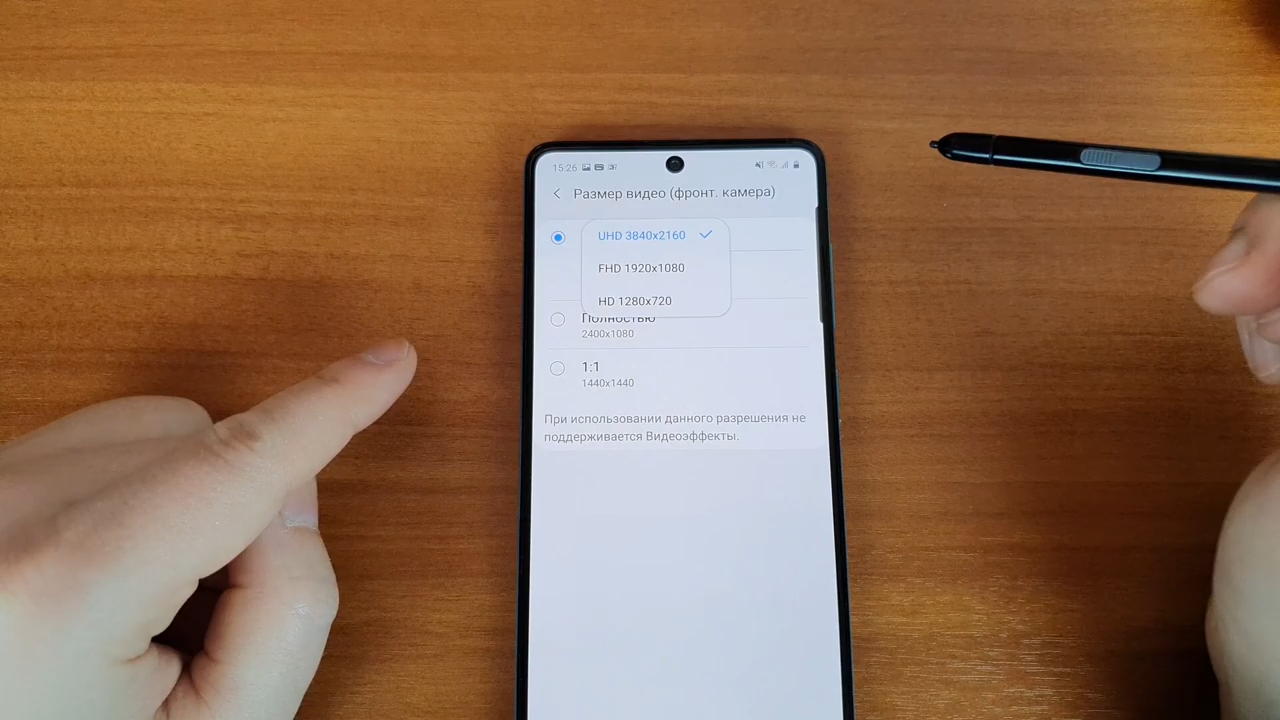 15:26
Размер видео (фронт. камера)
UHD 3840x2160
FHD 1920x1080
HD 1280x720
Полностью
2400x1080
1:1
1440x1440
При использовании данного разрешения не
поддерживается Видеоэффекты.